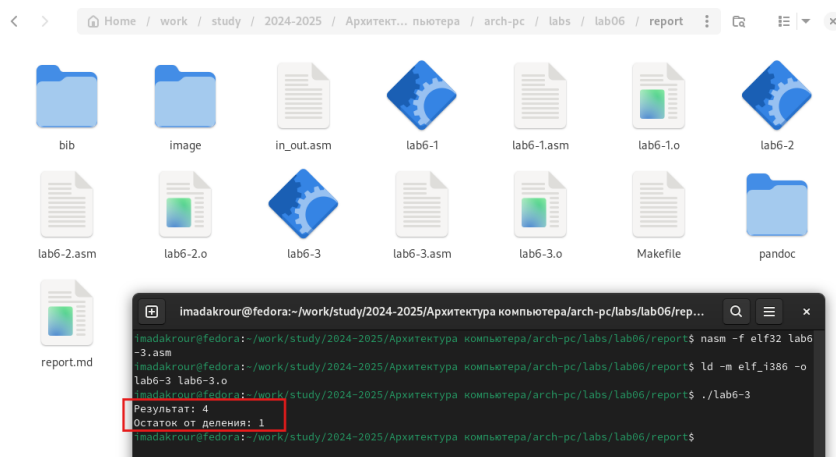 Home / work / study / 2024-2025 / Архитект… пьютера / arch-pc / labs / lab06 / report
bib image in_out.asm lab6-1 lab6-1.asm lab6-1.o lab6-2
lab6-2.asm lab6-2.o lab6-3 lab6-3.asm lab6-3.o Makefile pandoc
report.md
imadakrour@fedora:~/work/study/2024-2025/Архитектура компьютера/arch-pc/labs/lab06/rep...
imadakrour@fedora:~/work/study/2024-2025/Архитектура компьютера/arch-pc/labs/lab06/report$ nasm -f elf32 lab6
-3.asm
imadakrour@fedora:~/work/study/2024-2025/Архитектура компьютера/arch-pc/labs/lab06/report$ ld -m elf_i386 -o
lab6-3 lab6-3.o
imadakrour@fedora:~/work/study/2024-2025/Архитектура компьютера/arch-pc/labs/lab06/report$ ./lab6-3
Результат: 4
Остаток от деления: 1
imadakrour@fedora:~/work/study/2024-2025/Архитектура компьютера/arch-pc/labs/lab06/report$